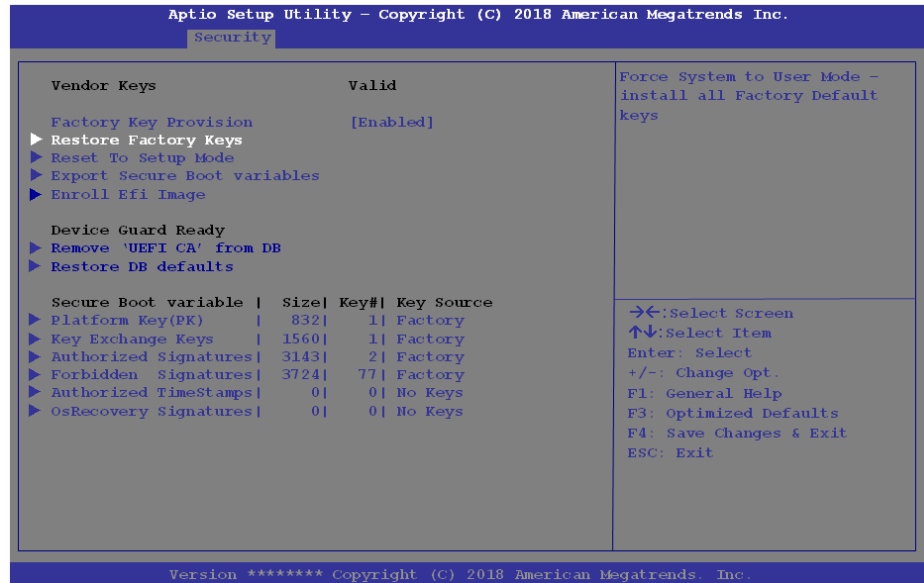 Aptio Setup Utility – Copyright (C) 2018 American Megatrends Inc.
Security
Vendor Keys Valid
Factory Key Provision [Enabled]
Restore Factory Keys
Reset To Setup Mode
Export Secure Boot variables
Enroll Efi Image
Device Guard Ready
Remove 'UEFI CA' from DB
Restore DB defaults
Secure Boot variable | Size| Key#| Key Source
Platform Key(PK) | 832| 1| Factory
Key Exchange Keys | 1560| 1| Factory
Authorized Signatures| 3143| 2| Factory
Forbidden Signatures| 3724| 77| Factory
Authorized TimeStamps| 0| 0| No Keys
OsRecovery Signatures| 0| 0| No Keys
Force System to User Mode –
install all Factory Default
keys
→←:Select Screen
↑↓:Select Item
Enter: Select
+/-: Change Opt.
F1: General Help
F3: Optimized Defaults
F4: Save Changes & Exit
ESC: Exit
Version ******** Copyright (C) 2018 American Megatrends. Inc.